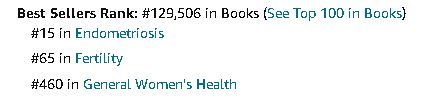 Best Sellers Rank: #129,506 in Books (See Top 100 in Books)
#15 in Endometriosis
#65 in Fertility
#460 in General Women's Health